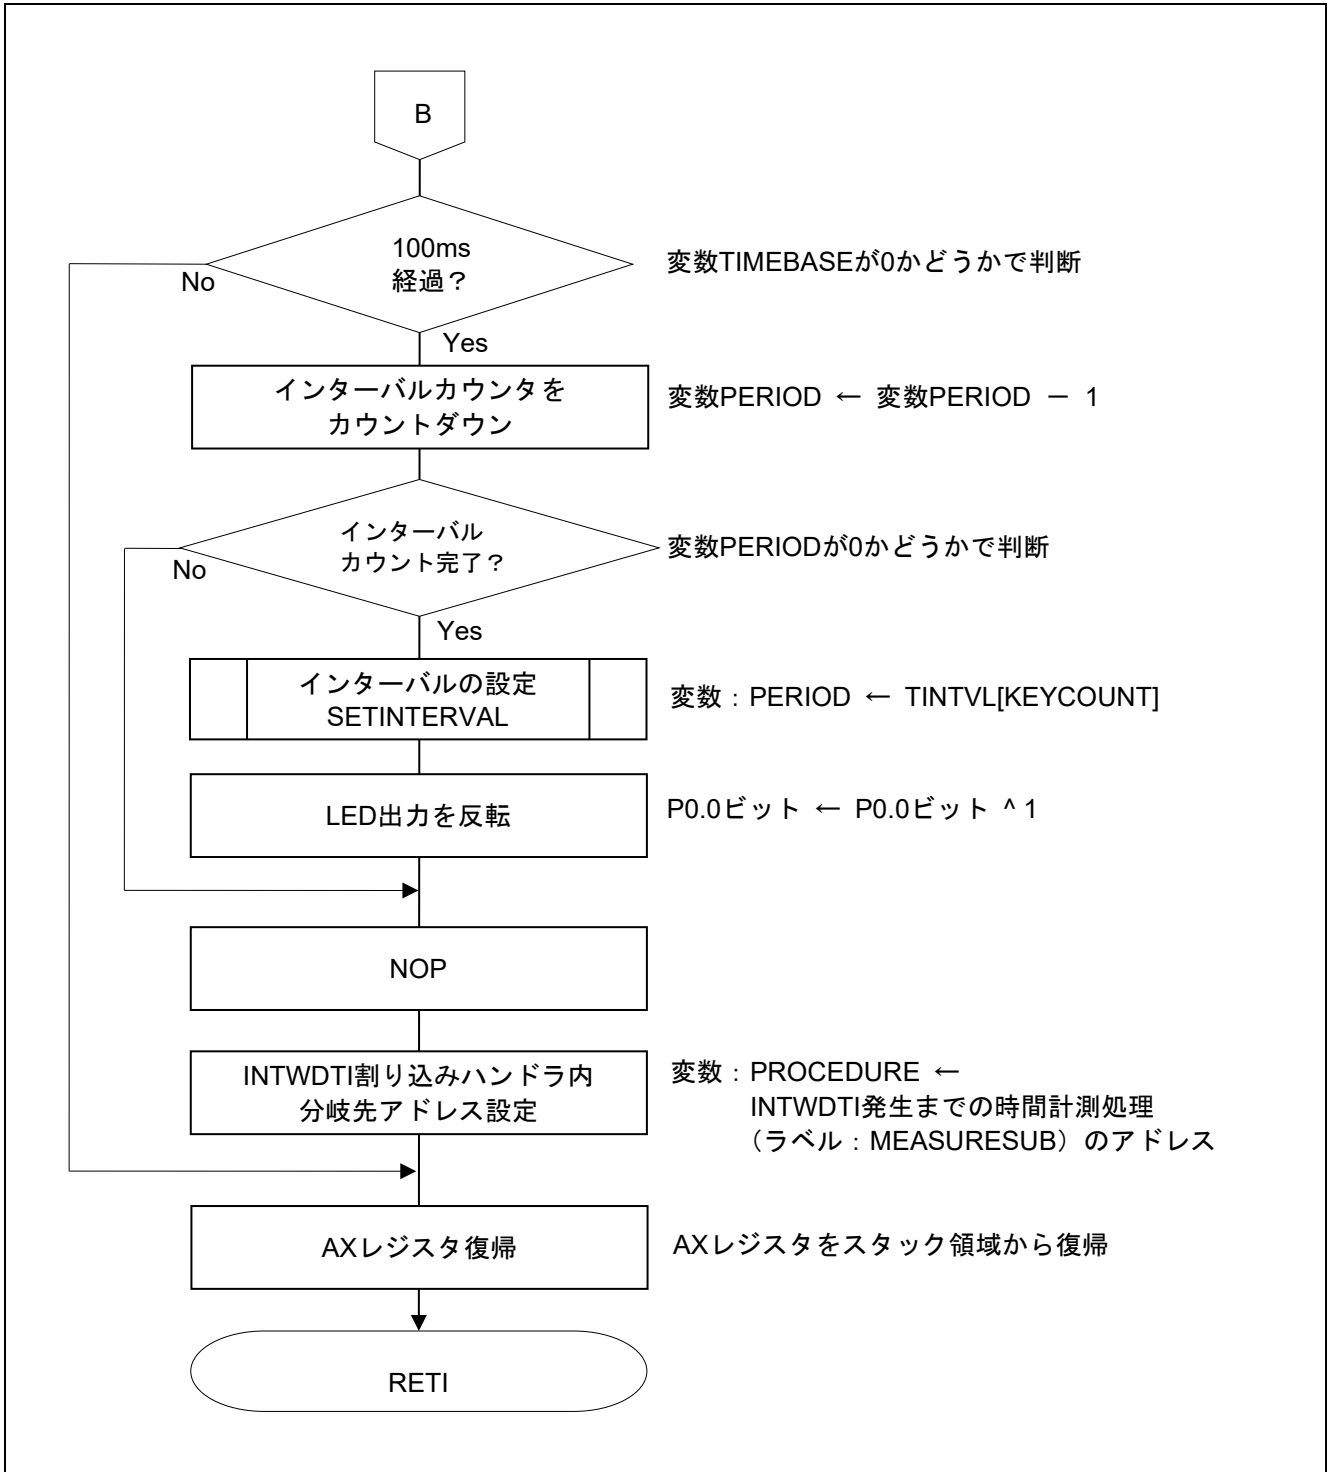 B
100ms
経過？
No
変数TIMEBASEが0かどうかで判断
Yes
インターバルカウンタを
カウントダウン
変数PERIOD ← 変数PERIOD － 1
インターバル
カウント完了？
No
変数PERIODが0かどうかで判断
Yes
インターバルの設定
SETINTERVAL
変数：PERIOD ← TINTVL[KEYCOUNT]
LED出力を反転
P0.0ビット ← P0.0ビット ^ 1
NOP
INTWDTI割り込みハンドラ内
分岐先アドレス設定
変数：PROCEDURE ←
INTWDTI発生までの時間計測処理
（ラベル：MEASURESUB）のアドレス
AXレジスタ復帰
AXレジスタをスタック領域から復帰
RETI